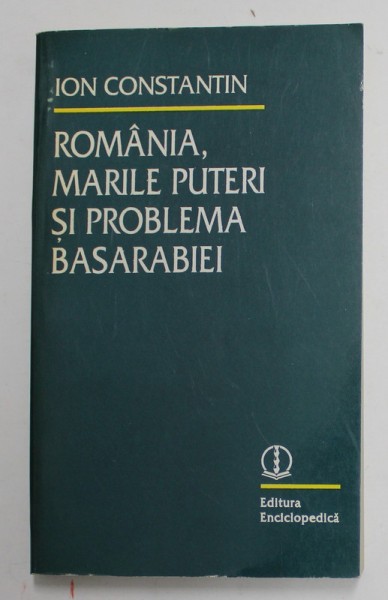 ION CONSTANTIN
ROMÂNIA,
MARILE PUTERI
ȘI PROBLEMA
BASARABIEI
Editura
Enciclopedică